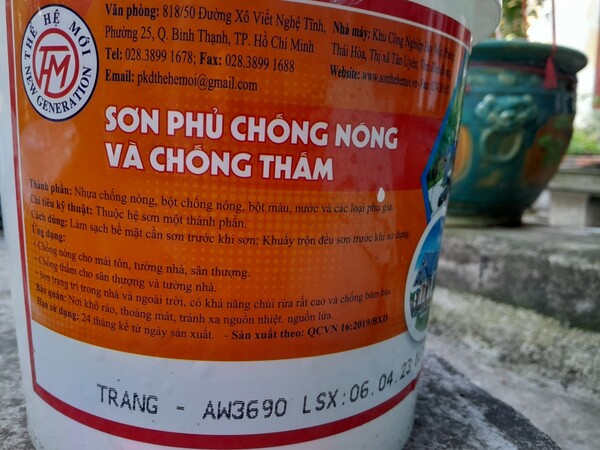 THẾ HỆ MỚI
TM
NEW GENERATION
Văn phòng: 818/50 Đường Xô Viết Nghệ Tĩnh,
Phường 25, Q. Bình Thạnh, TP. Hồ Chí Minh
Tel: 028.3899 1678; Fax: 028.3899 1688
Email: pkdthehemoi@gmail.com
Nhà máy: Khu Công Nghiệp
Thái Hòa, Thị xã Tân Uyên,
Website: www.sonthehemoi.
SƠN PHỦ CHỐNG NÓNG
VÀ CHỐNG THẤM
Thành phần: Nhựa chống nóng, bột chống nóng, bột màu, nước và các loại phụ gia.
Chỉ tiêu kỹ thuật: Thuộc hệ sơn một thành phần.
Cách dùng: Làm sạch bề mặt cần sơn trước khi sơn; Khuấy trộn đều sơn trước khi sử dụng.
Ứng dụng:
- Chống nóng cho mái tôn, tường nhà, sân thượng.
- Chống thấm cho sân thượng và tường nhà.
- Sơn trang trí trong nhà và ngoài trời, có khả năng chùi rửa rất cao và chống bám bụi.
Bảo quản: Nơi khô ráo, thoáng mát, tránh xa nguồn nhiệt, nguồn lửa.
Hạn sử dụng: 24 tháng kể từ ngày sản xuất. - Sản xuất theo: QCVN 16:2019/BXD
TRANG - AW3690 LSX:06.04.23